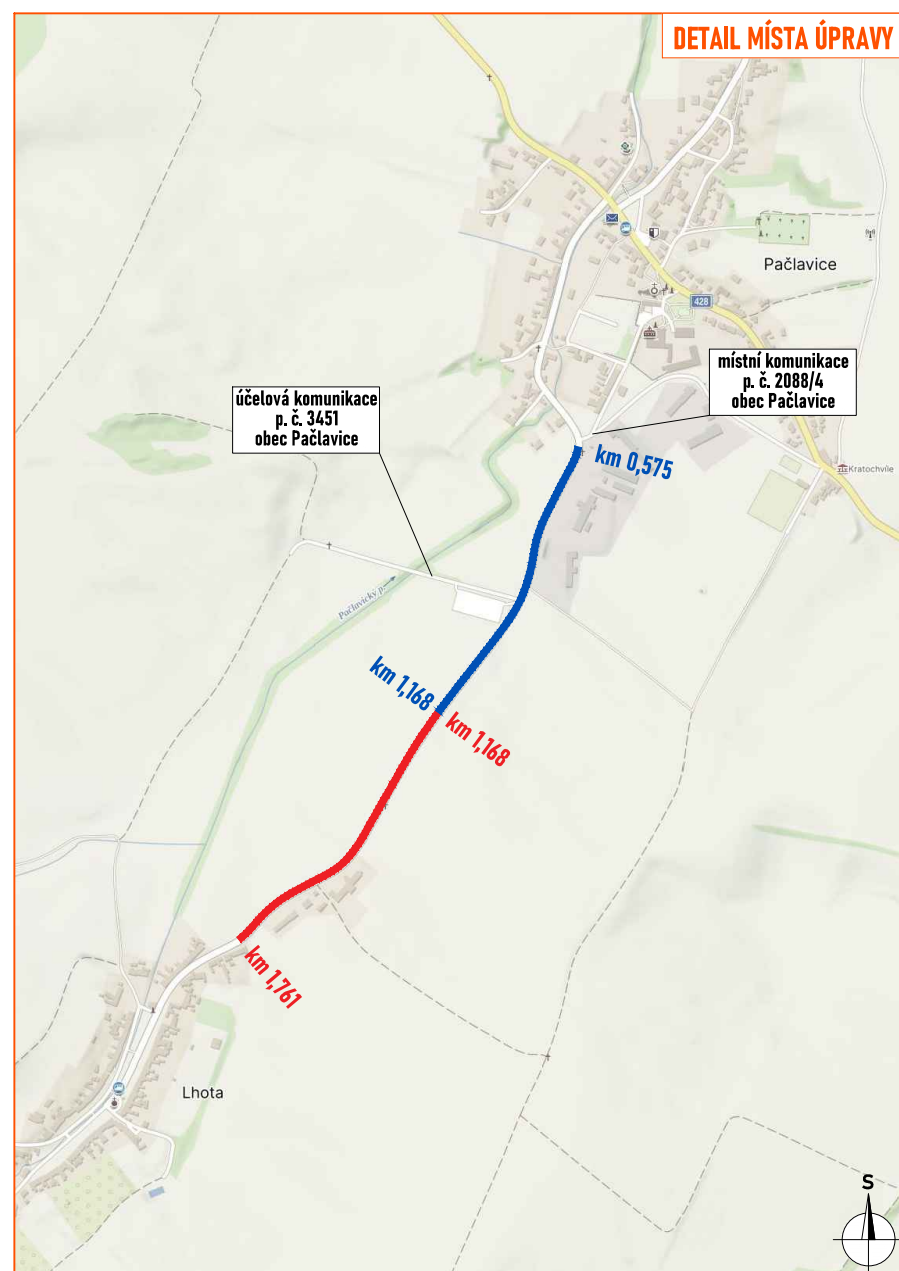 DETAIL MÍSTA ÚPRAVY
Pačlavice
428
místní komunikace
p. č. 2088/4
obec Pačlavice
účelová komunikace
p. č. 3451
obec Pačlavice
km 0,575
Kratochvíle
Pačlavický p.
km 1,168
km 1,168
km 1,761
Lhota
S